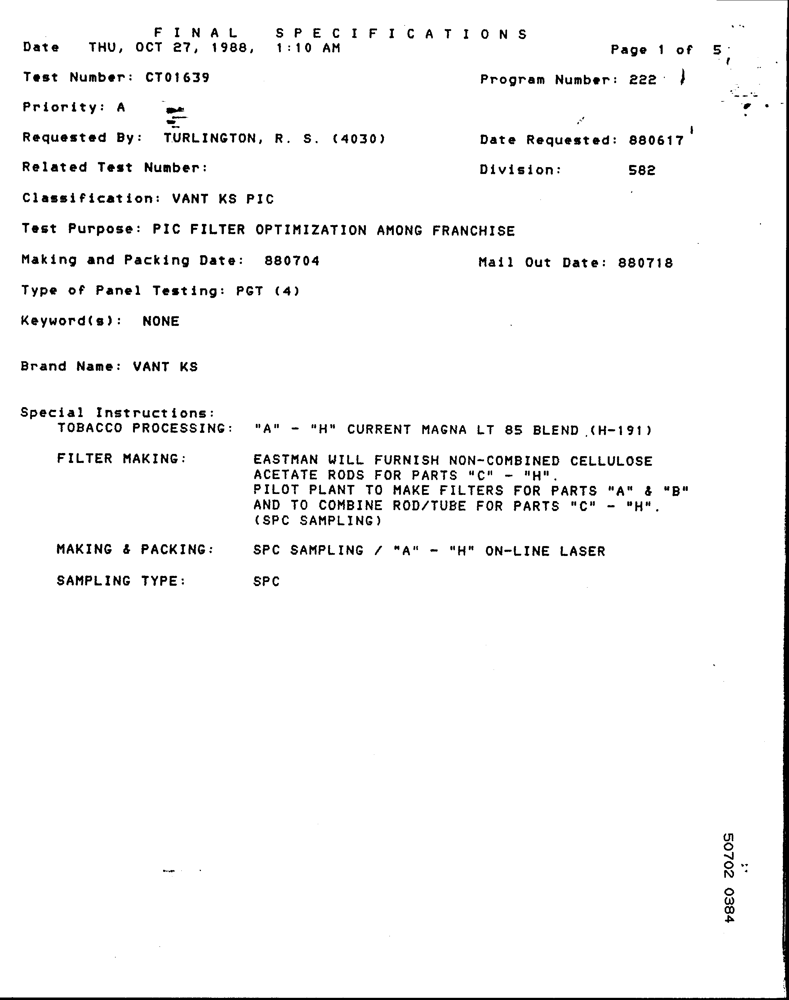 F I N A L   S P E C I F I C A T I O N S
Date THU, OCT 27, 1988, 1:10 AM Page 1 of 5
Test Number: CT01639 Program Number: 222
Priority: A
Requested By: TURLINGTON, R. S. (4030) Date Requested: 880617
Related Test Number: Division: 582
Classification: VANT KS PIC
Test Purpose: PIC FILTER OPTIMIZATION AMONG FRANCHISE
Making and Packing Date: 880704 Mail Out Date: 880718
Type of Panel Testing: PGT (4)
Keyword(s): NONE
Brand Name: VANT KS
Special Instructions:
TOBACCO PROCESSING: "A" - "H" CURRENT MAGNA LT 85 BLEND (H-191)
FILTER MAKING: EASTMAN WILL FURNISH NON-COMBINED CELLULOSE
ACETATE RODS FOR PARTS "C" - "H".
PILOT PLANT TO MAKE FILTERS FOR PARTS "A" & "B"
AND TO COMBINE ROD/TUBE FOR PARTS "C" - "H".
(SPC SAMPLING)
MAKING & PACKING: SPC SAMPLING / "A" - "H" ON-LINE LASER
SAMPLING TYPE: SPC
50702 0384